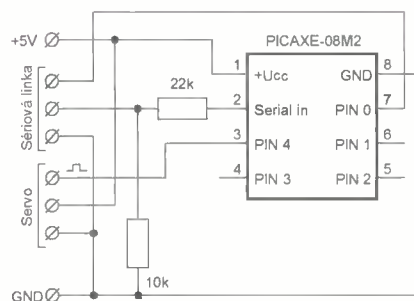 +5V
Sériová linka
Servo
GND
22k
10k
PICAXE-08M2
1 +Ucc GND 8
2 Serial in PIN 0 7
3 PIN 4 PIN 1 6
4 PIN 3 PIN 2 5